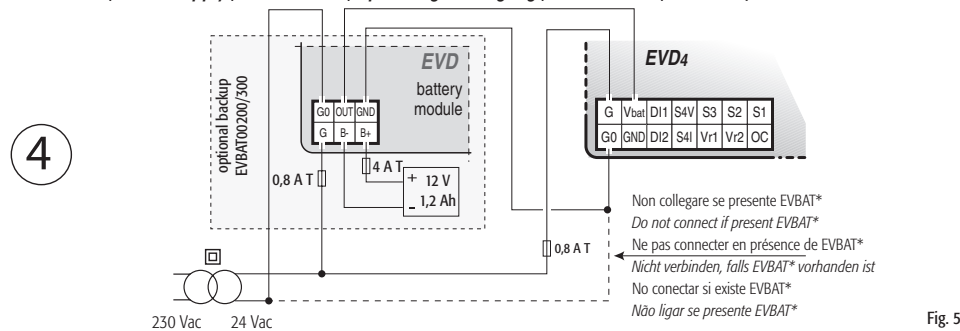 4
optional backup
EVBAT00200/300
EVD
battery
module
G0 OUT GND
G B- B+
0,8 A T
4 A T
+ 12 V
- 1,2 Ah
EVD4
G Vbat DI1 S4V S3 S2 S1
G0 GND DI2 S4I Vr1 Vr2 OC
0,8 A T
Non collegare se presente EVBAT*
Do not connect if present EVBAT*
Ne pas connecter en présence de EVBAT*
Nicht verbinden, falls EVBAT* vorhanden ist
No conectar si existe EVBAT*
Não ligar se presente EVBAT*
230 Vac 24 Vac
Fig. 5